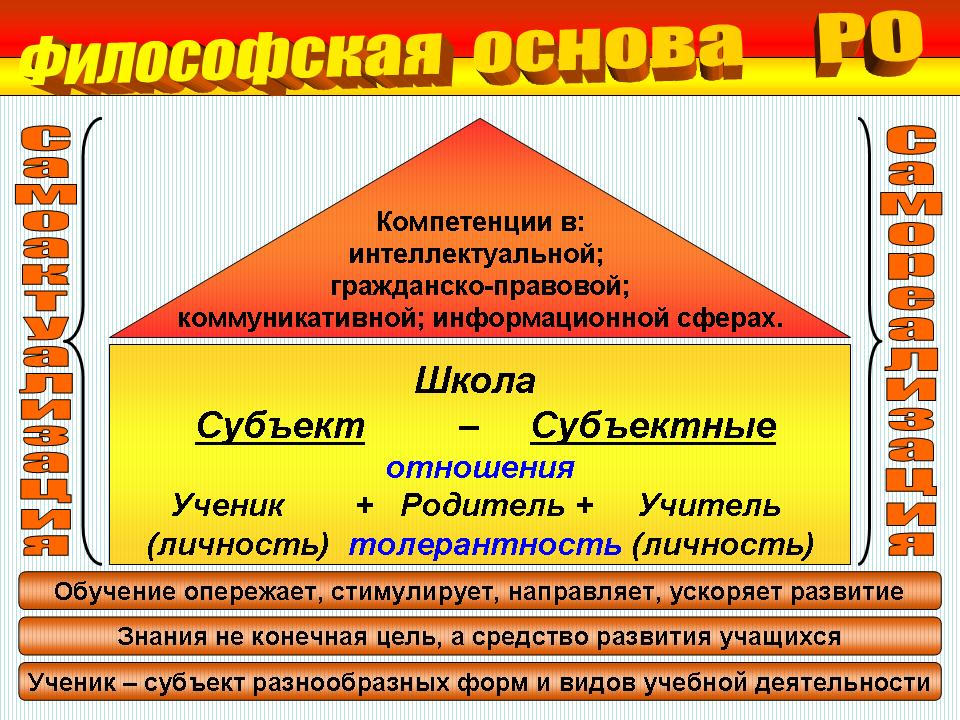 Философская основа РО
Самоактуализация
Компетенции в:
интеллектуальной;
гражданско-правовой;
коммуникативной; информационной сферах.
Школа
Субъект – Субъектные
отношения
Ученик + Родитель + Учитель
(личность) толерантность (личность)
Самореализация
Обучение опережает, стимулирует, направляет, ускоряет развитие
Знания не конечная цель, а средство развития учащихся
Ученик – субъект разнообразных форм и видов учебной деятельности